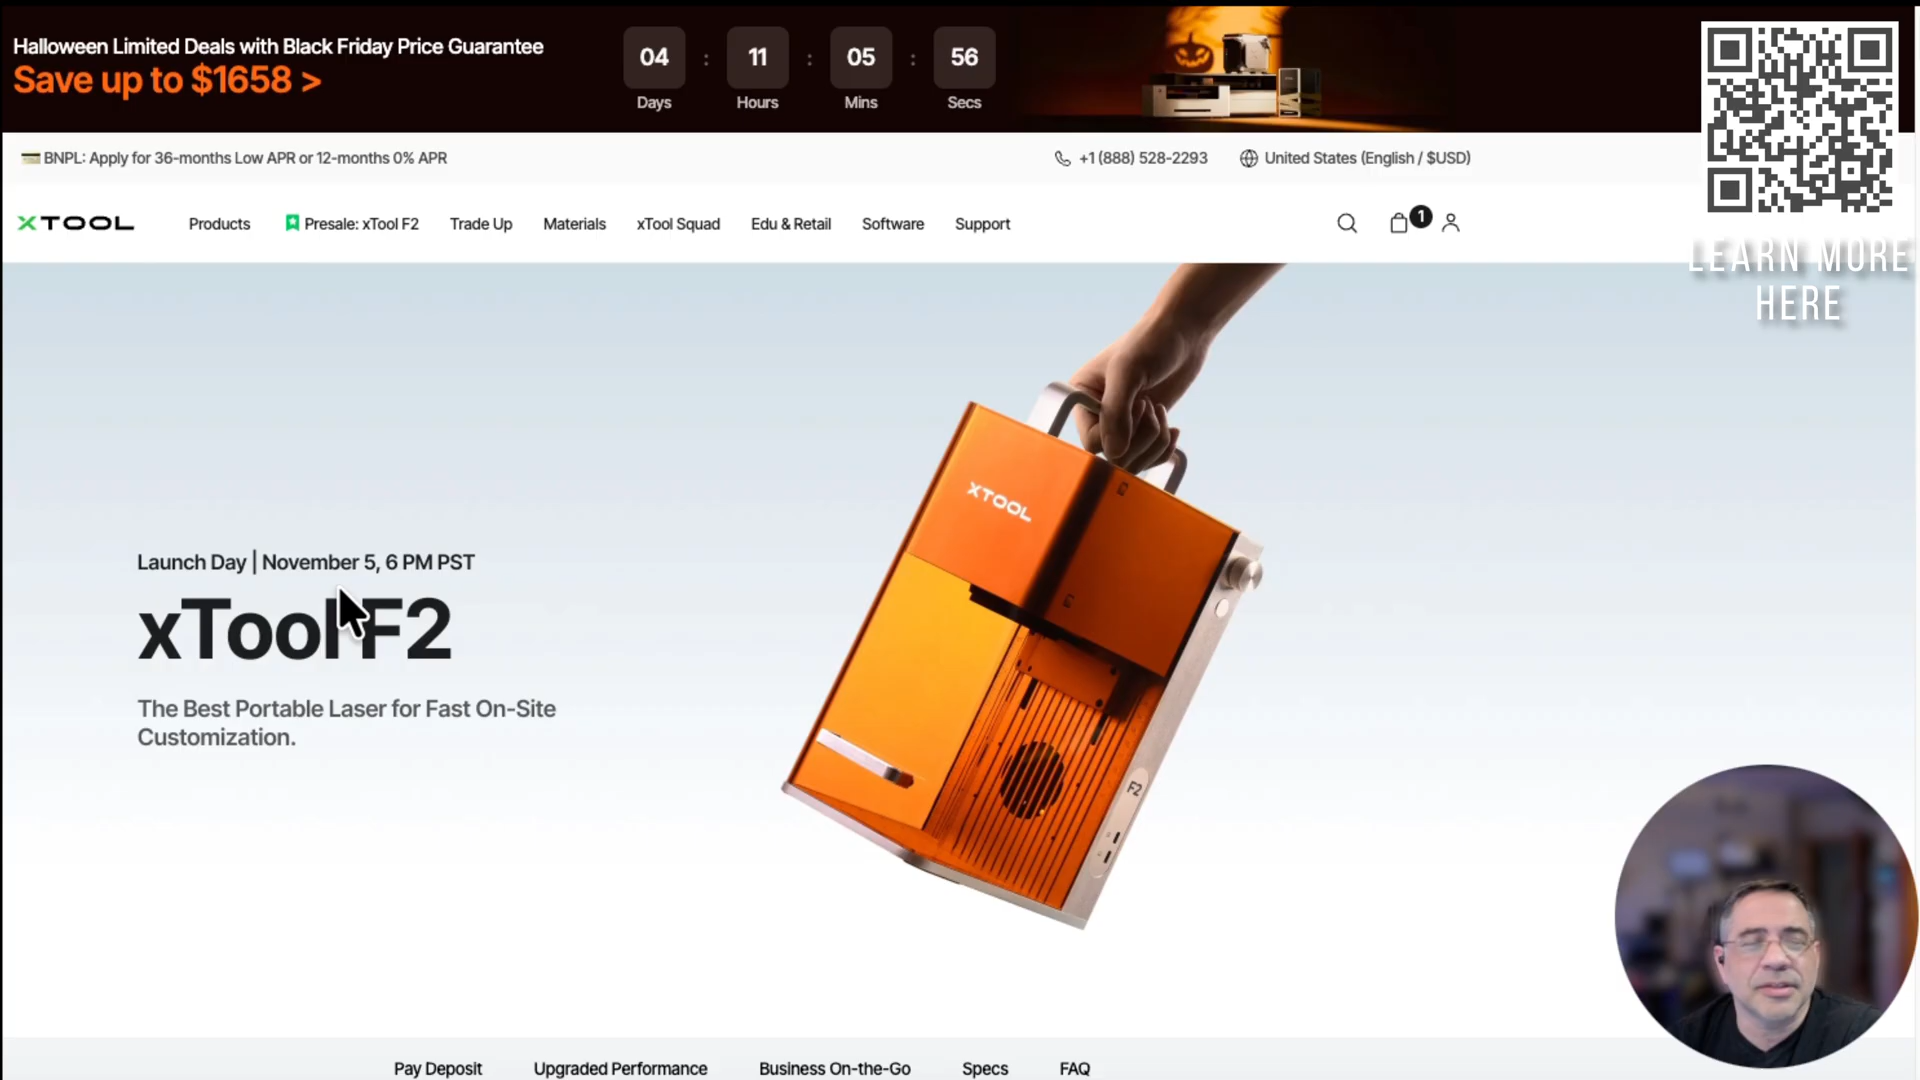 Halloween Limited Deals with Black Friday Price Guarantee
Save up to $1658 >
04 : 11 : 05 : 56
Days Hours Mins Secs
BNPL: Apply for 36-months Low APR or 12-months 0% APR
+1 (888) 528-2293
United States (English / $USD)
XTOOL
Products
Presale: xTool F2
Trade Up
Materials
xTool Squad
Edu & Retail
Software
Support
1
LEARN MORE
HERE
Launch Day | November 5, 6 PM PST
xTool F2
The Best Portable Laser for Fast On-Site
Customization.
XTOOL
F2
Pay Deposit
Upgraded Performance
Business On-the-Go
Specs
FAQ